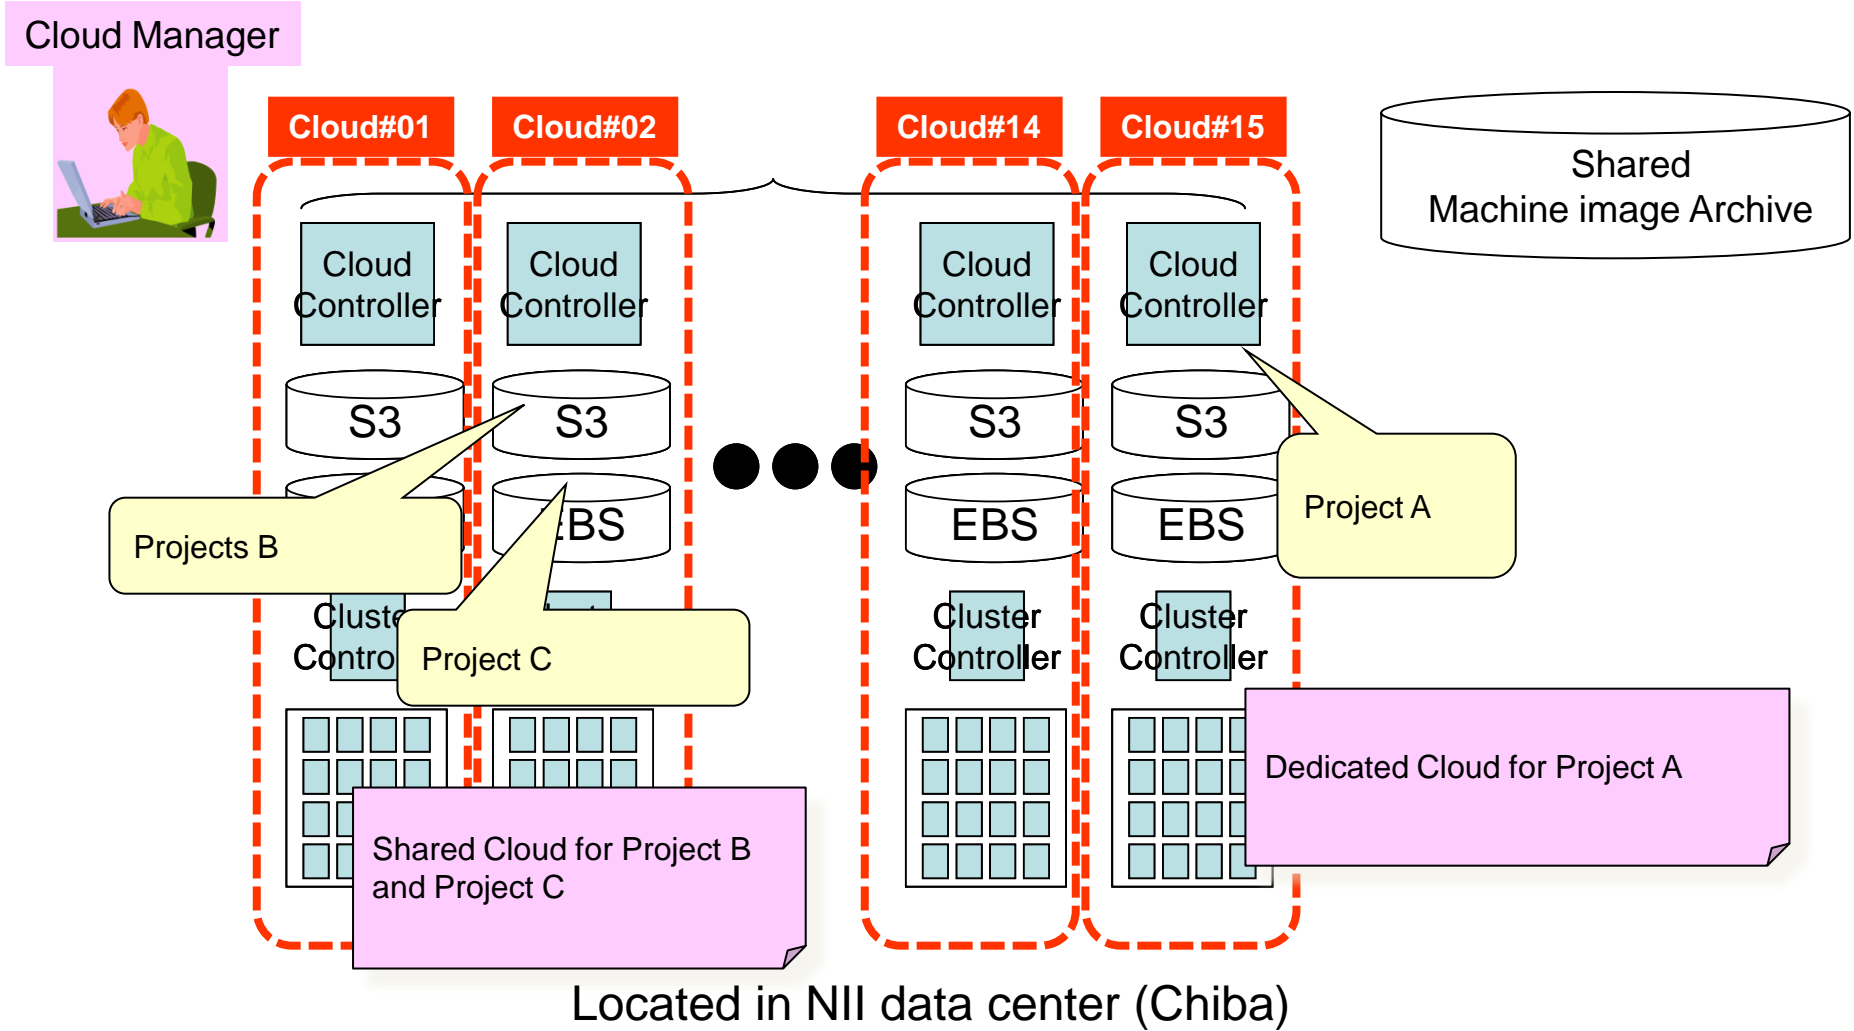 Cloud Manager
Cloud#01
Cloud#02
Cloud#14
Cloud#15
Shared
Machine image Archive
Cloud
Controller
Cloud
Controller
Cloud
Controller
Cloud
Controller
S3
S3
S3
S3
EBS
EBS
EBS
Projects B
Project A
Cluster
Controller
Cluster
Controller
Project C
Dedicated Cloud for Project A
Shared Cloud for Project B
and Project C
Located in NII data center (Chiba)